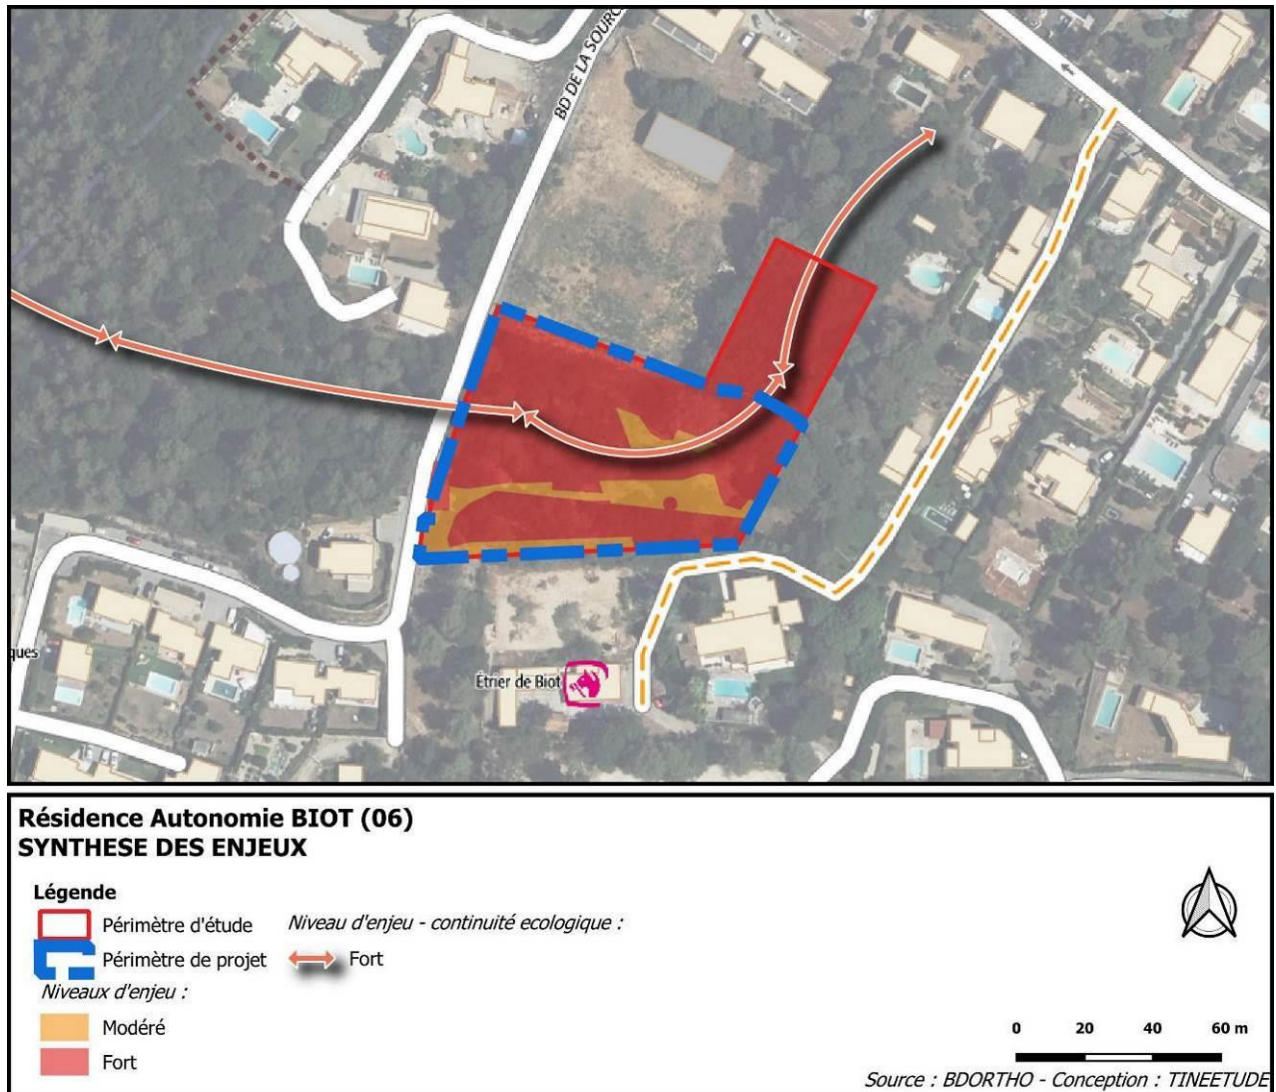 BD DE LA SOURC
ques
Étrier de Biot
Résidence Autonomie BIOT (06)
SYNTHESE DES ENJEUX
Légende
Périmètre d'étude
Niveau d'enjeu - continuité ecologique :
Périmètre de projet
Fort
Niveaux d'enjeu :
Modéré
Fort
0 20 40 60 m
Source : BDORTHO - Conception : TINEETUDE